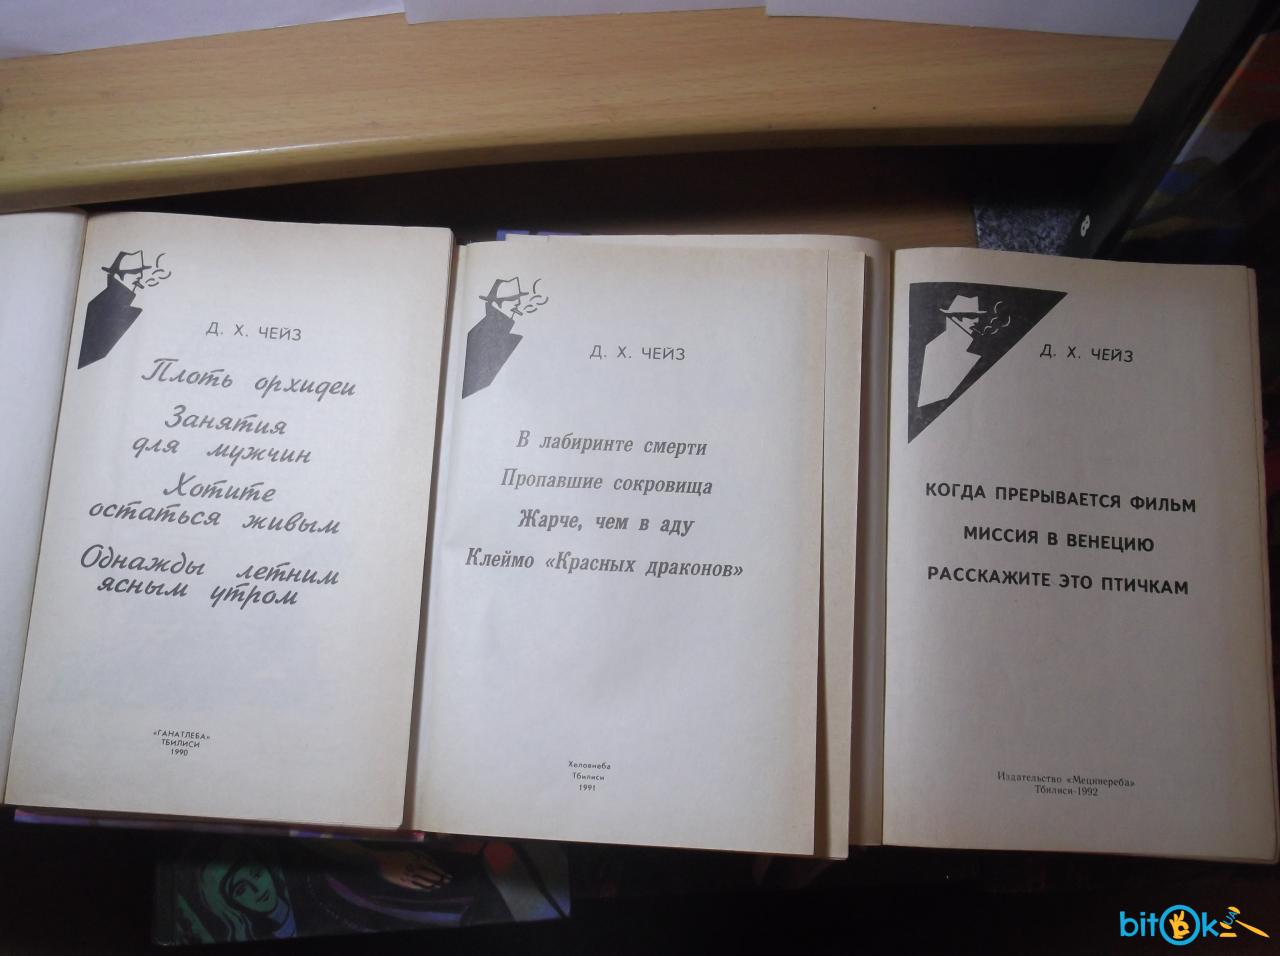 Д. Х. ЧЕЙЗ
Плоть орхидеи
Занятия
для мужчин
Хотите
остаться живым
Однажды летним
ясным утром
«ГАНАТЛЕБА»
ТБИЛИСИ
1990
Д. Х. ЧЕЙЗ
В лабиринте смерти
Пропавшие сокровища
Жарче, чем в аду
Клеймо «Красных драконов»
Хеловнеба
Тбилиси
1991
Д. Х. ЧЕЙЗ
КОГДА ПРЕРЫВАЕТСЯ ФИЛЬМ
МИССИЯ В ВЕНЕЦИЮ
РАССКАЖИТЕ ЭТО ПТИЧКАМ
Издательство «Мецниереба»
Тбилиси-1992
8
bitOk UA